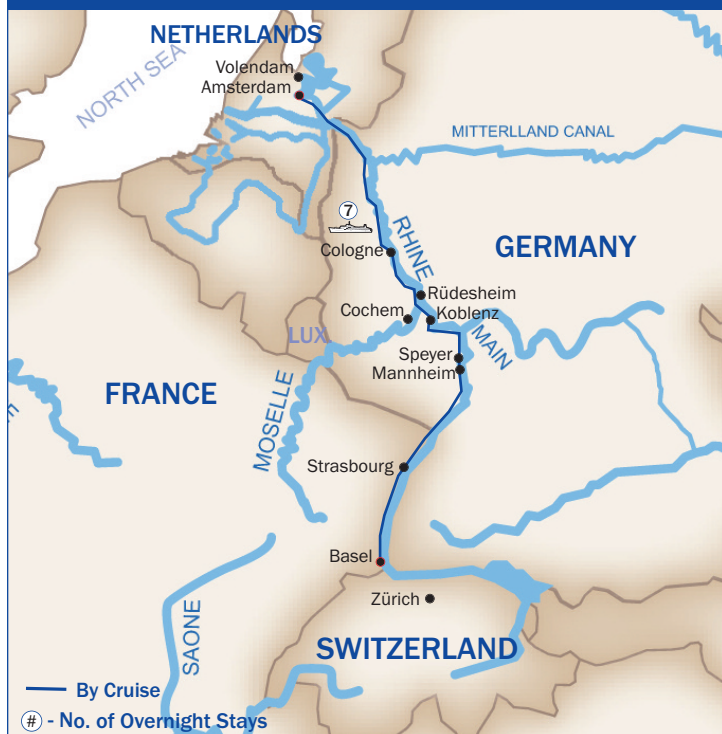 NETHERLANDS
Volendam
Amsterdam
NORTH SEA
MITTERLLAND CANAL
7
RHINE
Cologne
GERMANY
Rüdesheim
Cochem
Koblenz
LUX
MAIN
Speyer
Mannheim
FRANCE
MOSELLE
Strasbourg
Basel
Zürich
SAONE
SWITZERLAND
By Cruise
# - No. of Overnight Stays